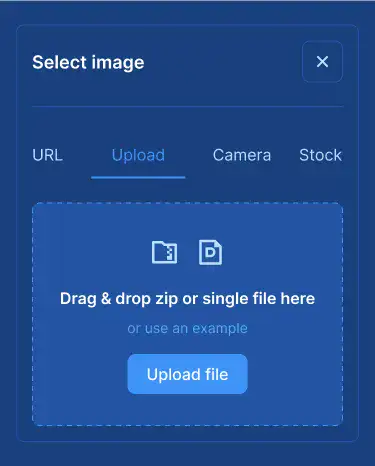 Select image
URL
Upload
Camera
Stock
D
Drag & drop zip or single file here
or use an example
Upload file